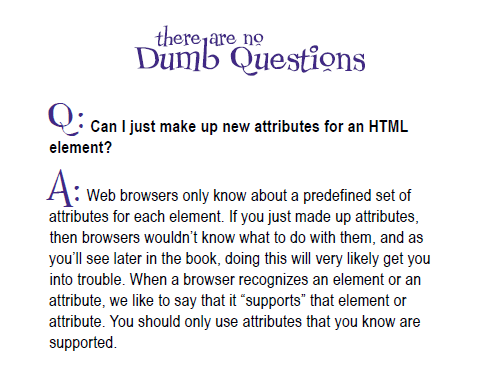 there are no
Dumb Questions
Q: Can I just make up new attributes for an HTML
element?
A: Web browsers only know about a predefined set of
attributes for each element. If you just made up attributes,
then browsers wouldn’t know what to do with them, and as
you’ll see later in the book, doing this will very likely get you
into trouble. When a browser recognizes an element or an
attribute, we like to say that it “supports” that element or
attribute. You should only use attributes that you know are
supported.